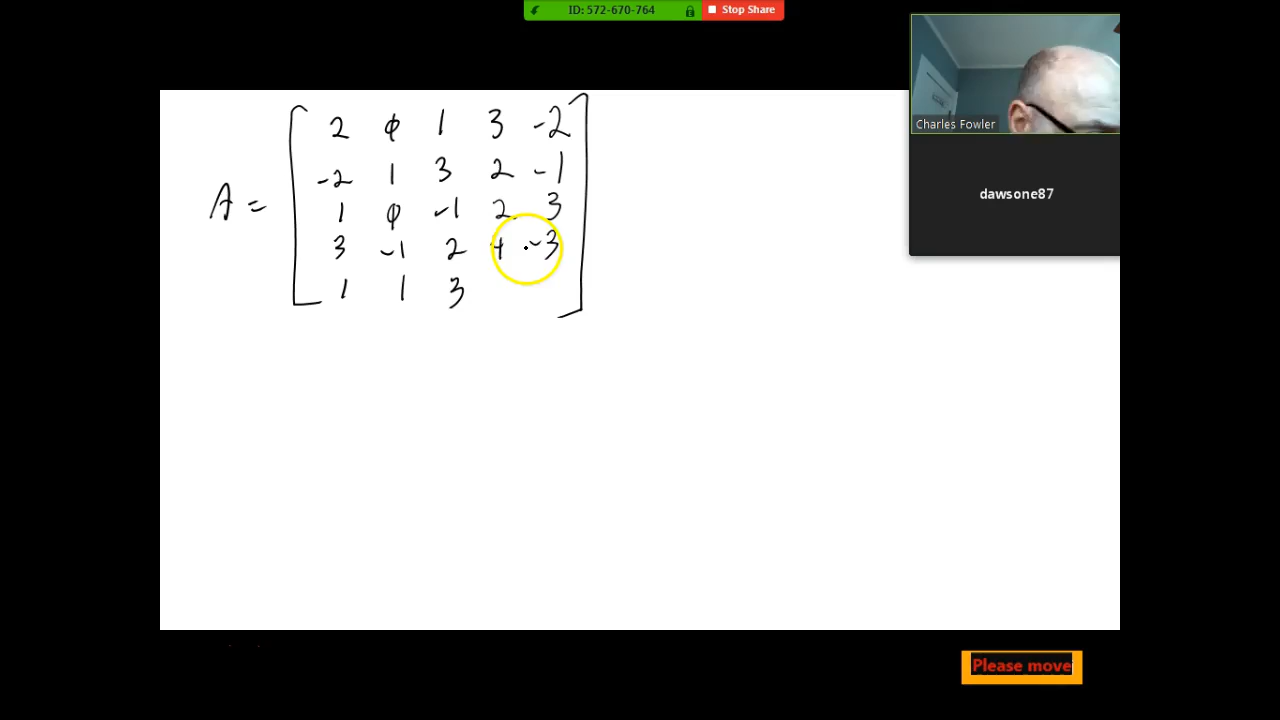 ID: 572-670-764 Stop Share
Charles Fowler
dawsone87
A =
2 φ 1 3 -2
-2 1 3 2 -1
1 φ -1 2 3
3 -1 2 4 -3
1 1 3
Please move